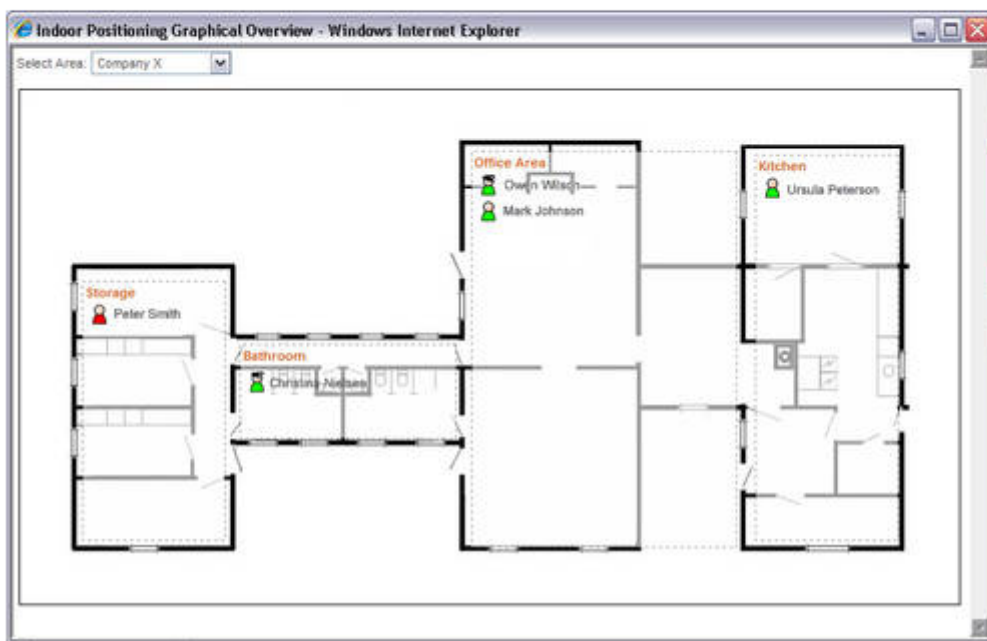 Indoor Positioning Graphical Overview - Windows Internet Explorer
Select Area: Company X
Office Area
Owen Wilson
Mark Johnson
Kitchen
Ursula Peterson
Storage
Peter Smith
Bathroom
Christina Nielsen